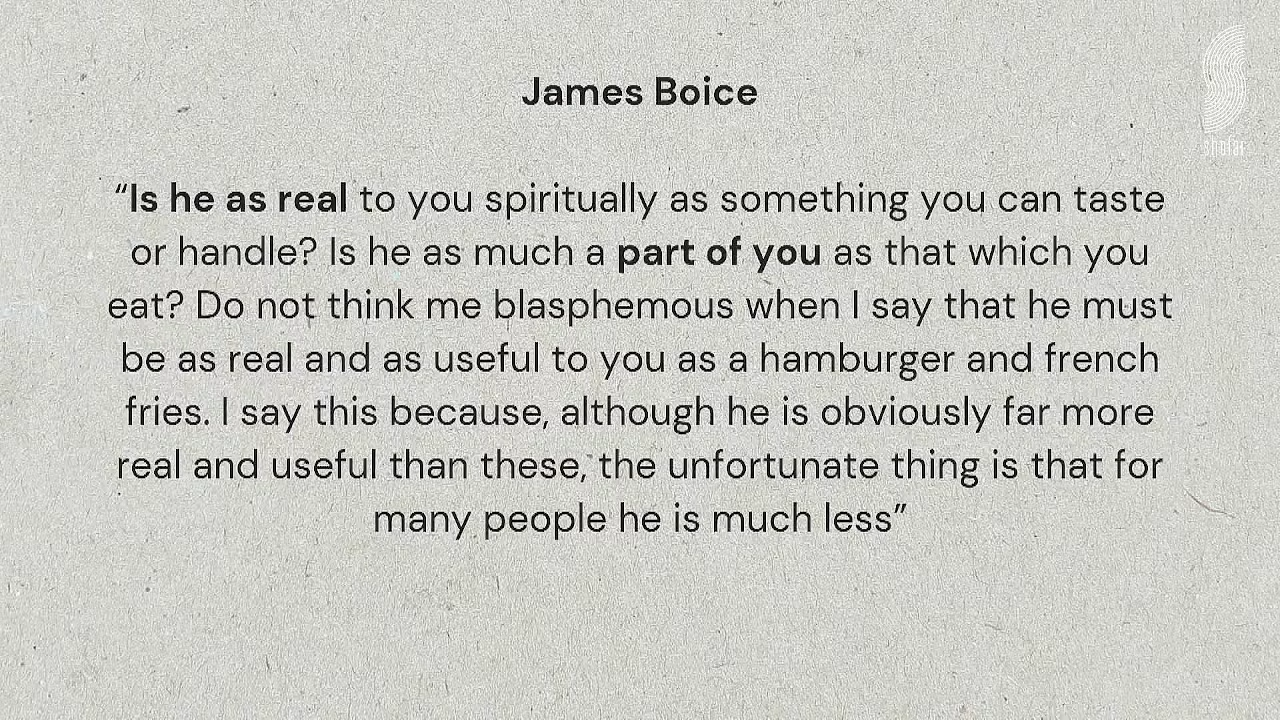 James Boice
“Is he as real to you spiritually as something you can taste
or handle? Is he as much a part of you as that which you
eat? Do not think me blasphemous when I say that he must
be as real and as useful to you as a hamburger and french
fries. I say this because, although he is obviously far more
real and useful than these, the unfortunate thing is that for
many people he is much less”